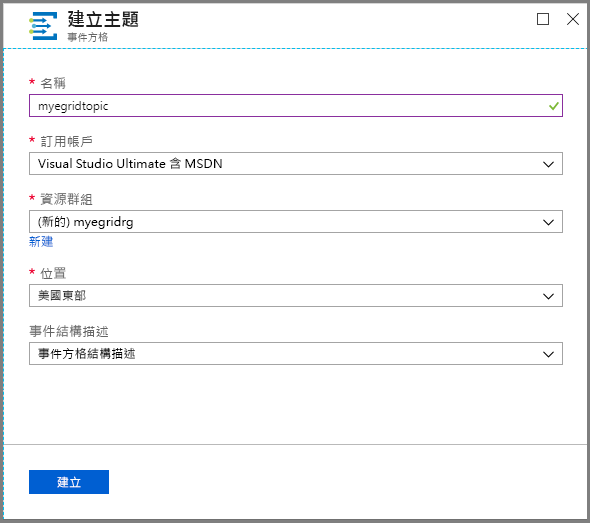 建立主題
事件方格
* 名稱
myegridtopic
* 訂用帳戶
Visual Studio Ultimate 含 MSDN
* 資源群組
(新的) myegridrg
新建
* 位置
美國東部
事件結構描述
事件方格結構描述
建立